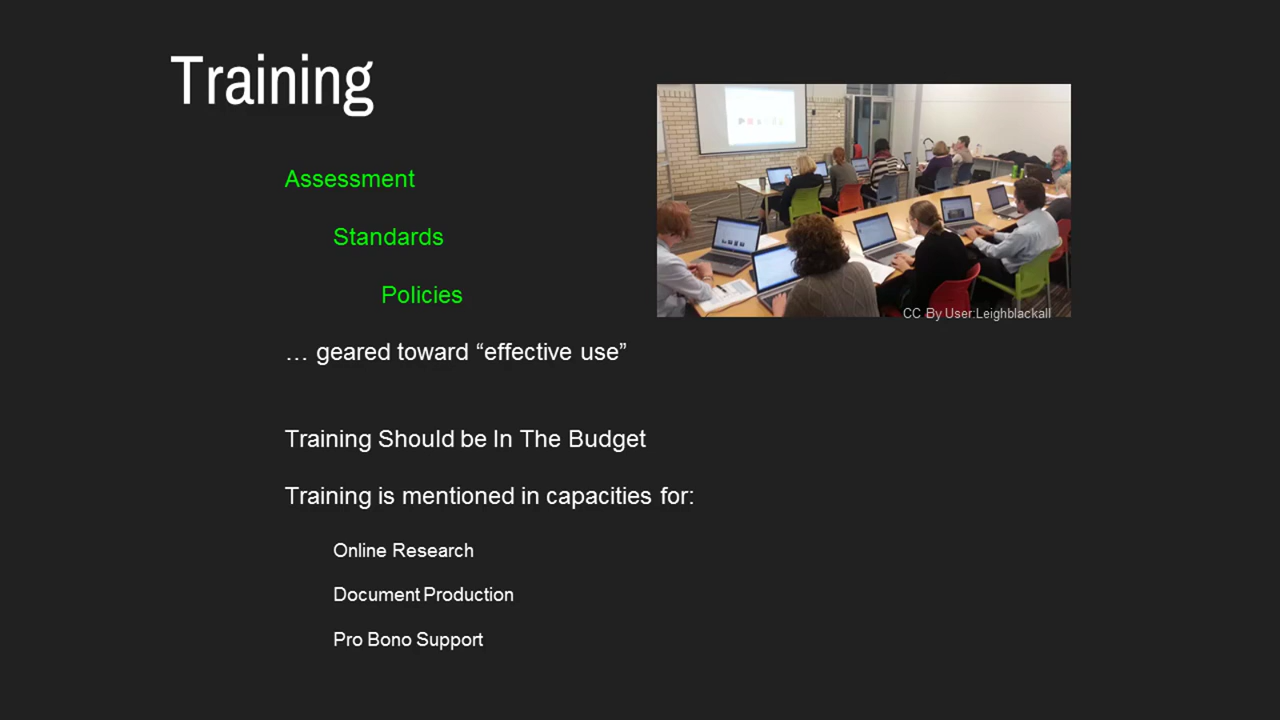 Training
Assessment
Standards
Policies
… geared toward “effective use”
Training Should be In The Budget
Training is mentioned in capacities for:
Online Research
Document Production
Pro Bono Support
CC By User:Leighblackall